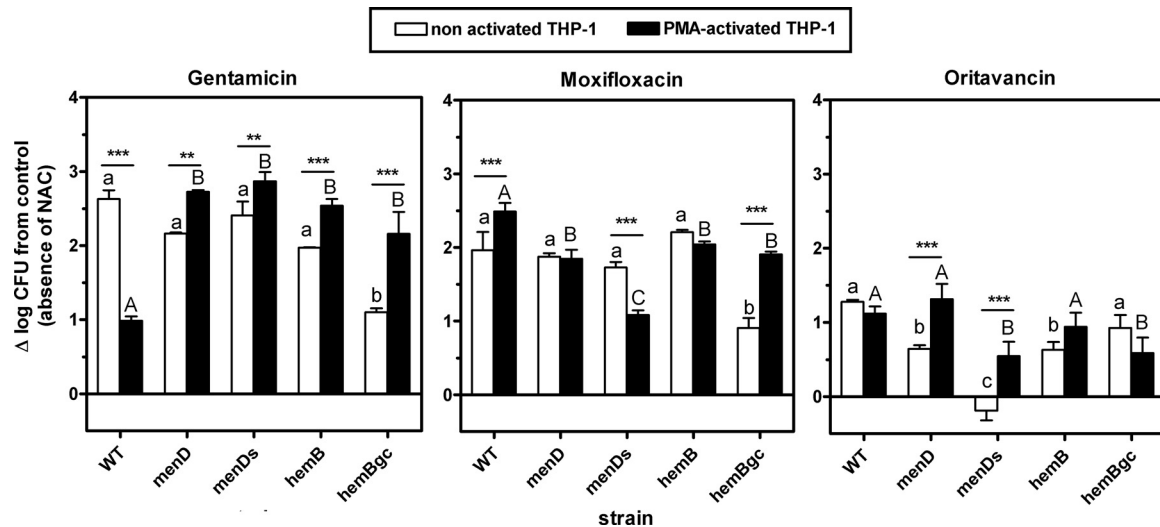 non activated THP-1 PMA-activated THP-1
Gentamicin Moxifloxacin Oritavancin
Δ log CFU from control
(absence of NAC)
4
3
2
1
0
*** ** ** *** ***
a A a B a B a B b B
WT menD menDs hemB hemBgc
4
3
2
1
0
*** *** ***
a A a B a C a B b B
WT menD menDs hemB hemBgc
4
3
2
1
0
*** ***
a A b A c B b A a B
WT menD menDs hemB hemBgc
strain